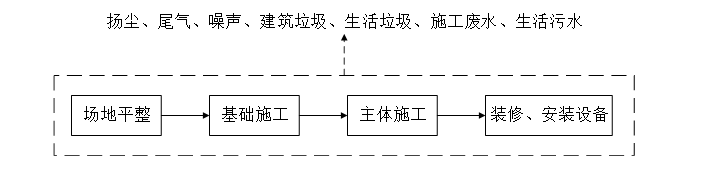 扬尘、尾气、噪声、建筑垃圾、生活垃圾、施工废水、生活污水
场地平整
基础施工
主体施工
装修、安装设备